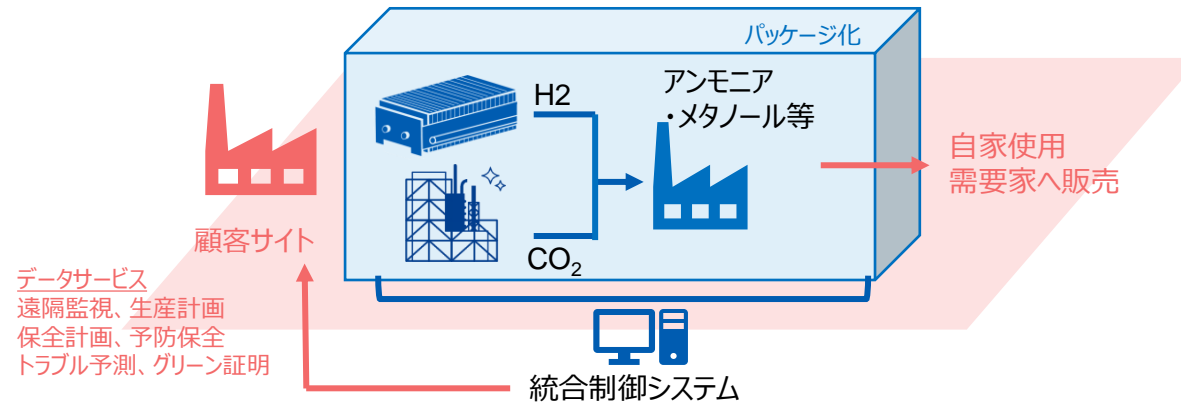 パッケージ化
H2
アンモニア
・メタノール等
自家使用
需要家へ販売
顧客サイト
CO₂
データサービス
遠隔監視、生産計画
保全計画、予防保全
トラブル予測、グリーン証明
統合制御システム